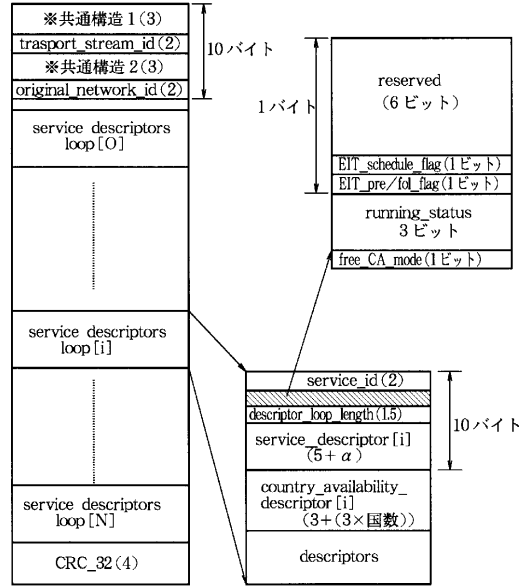 ※共通構造1(3)
trasport_stream_id(2)
※共通構造2(3)
original_network_id(2)
10バイト
service descriptors
loop[O]
service descriptors
loop[i]
service descriptors
loop[N]
CRC_32(4)
1バイト
reserved
(6ビット)
EIT_schedule_flag(1ビット)
EIT_pre/fol_flag(1ビット)
running_status
3ビット
free_CA_mode(1ビット)
service_id(2)
descriptor_loop_length(1.5)
service_descriptor[i]
(5+α)
10バイト
country_availability_
descriptor[i]
(3+(3×国数))
descriptors